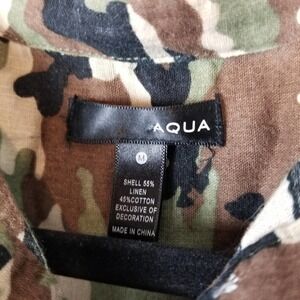 AQUA
M
SHELL 55%
LINEN
45%COTTON
EXCLUSIVE OF
DECORATION
MADE IN CHINA